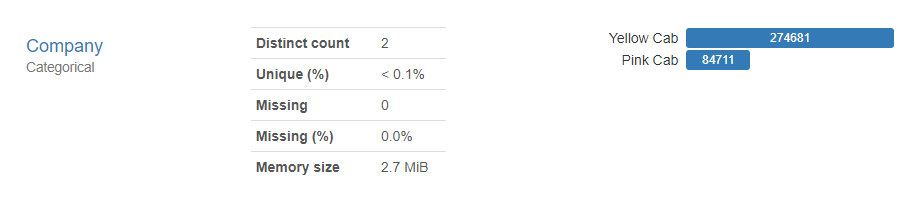 Company
Categorical
Distinct count 2
Unique (%) < 0.1%
Missing 0
Missing (%) 0.0%
Memory size 2.7 MiB
Yellow Cab 274681
Pink Cab 84711